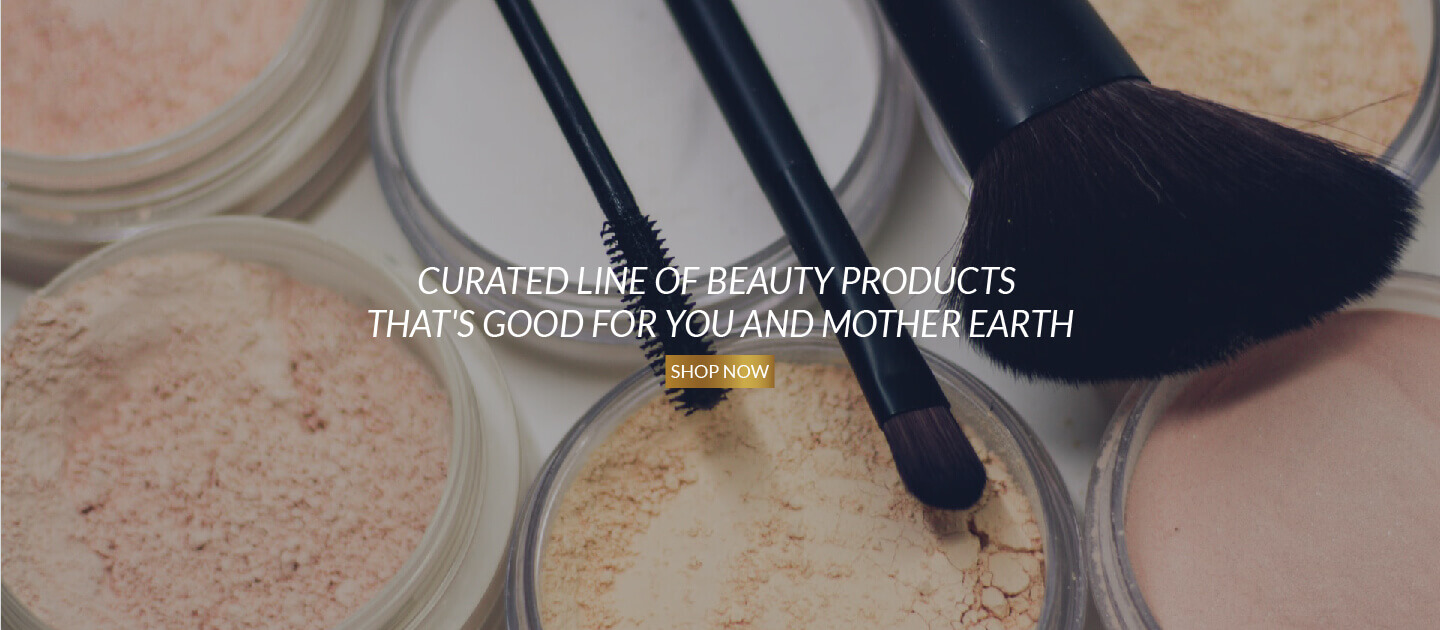 CURATED LINE OF BEAUTY PRODUCTS
THAT'S GOOD FOR YOU AND MOTHER EARTH
SHOP NOW